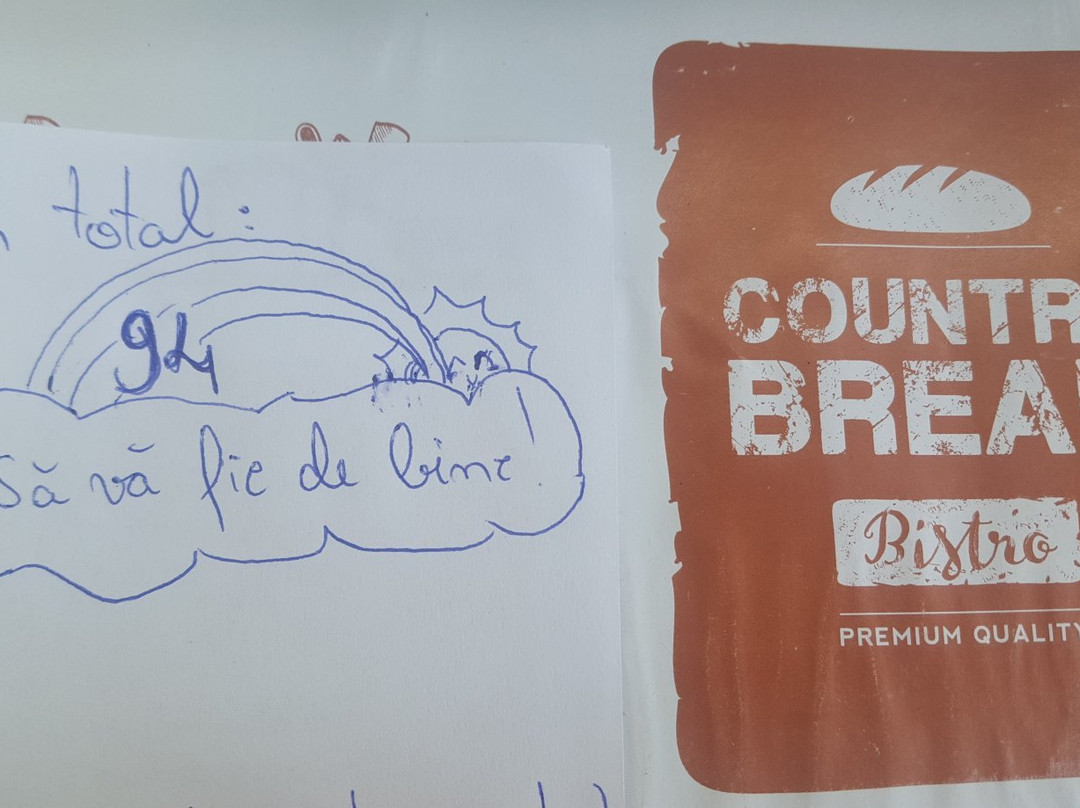 total:
94
Să vă fie de bine!
COUNTR
BREA
Bistro
PREMIUM QUALITY